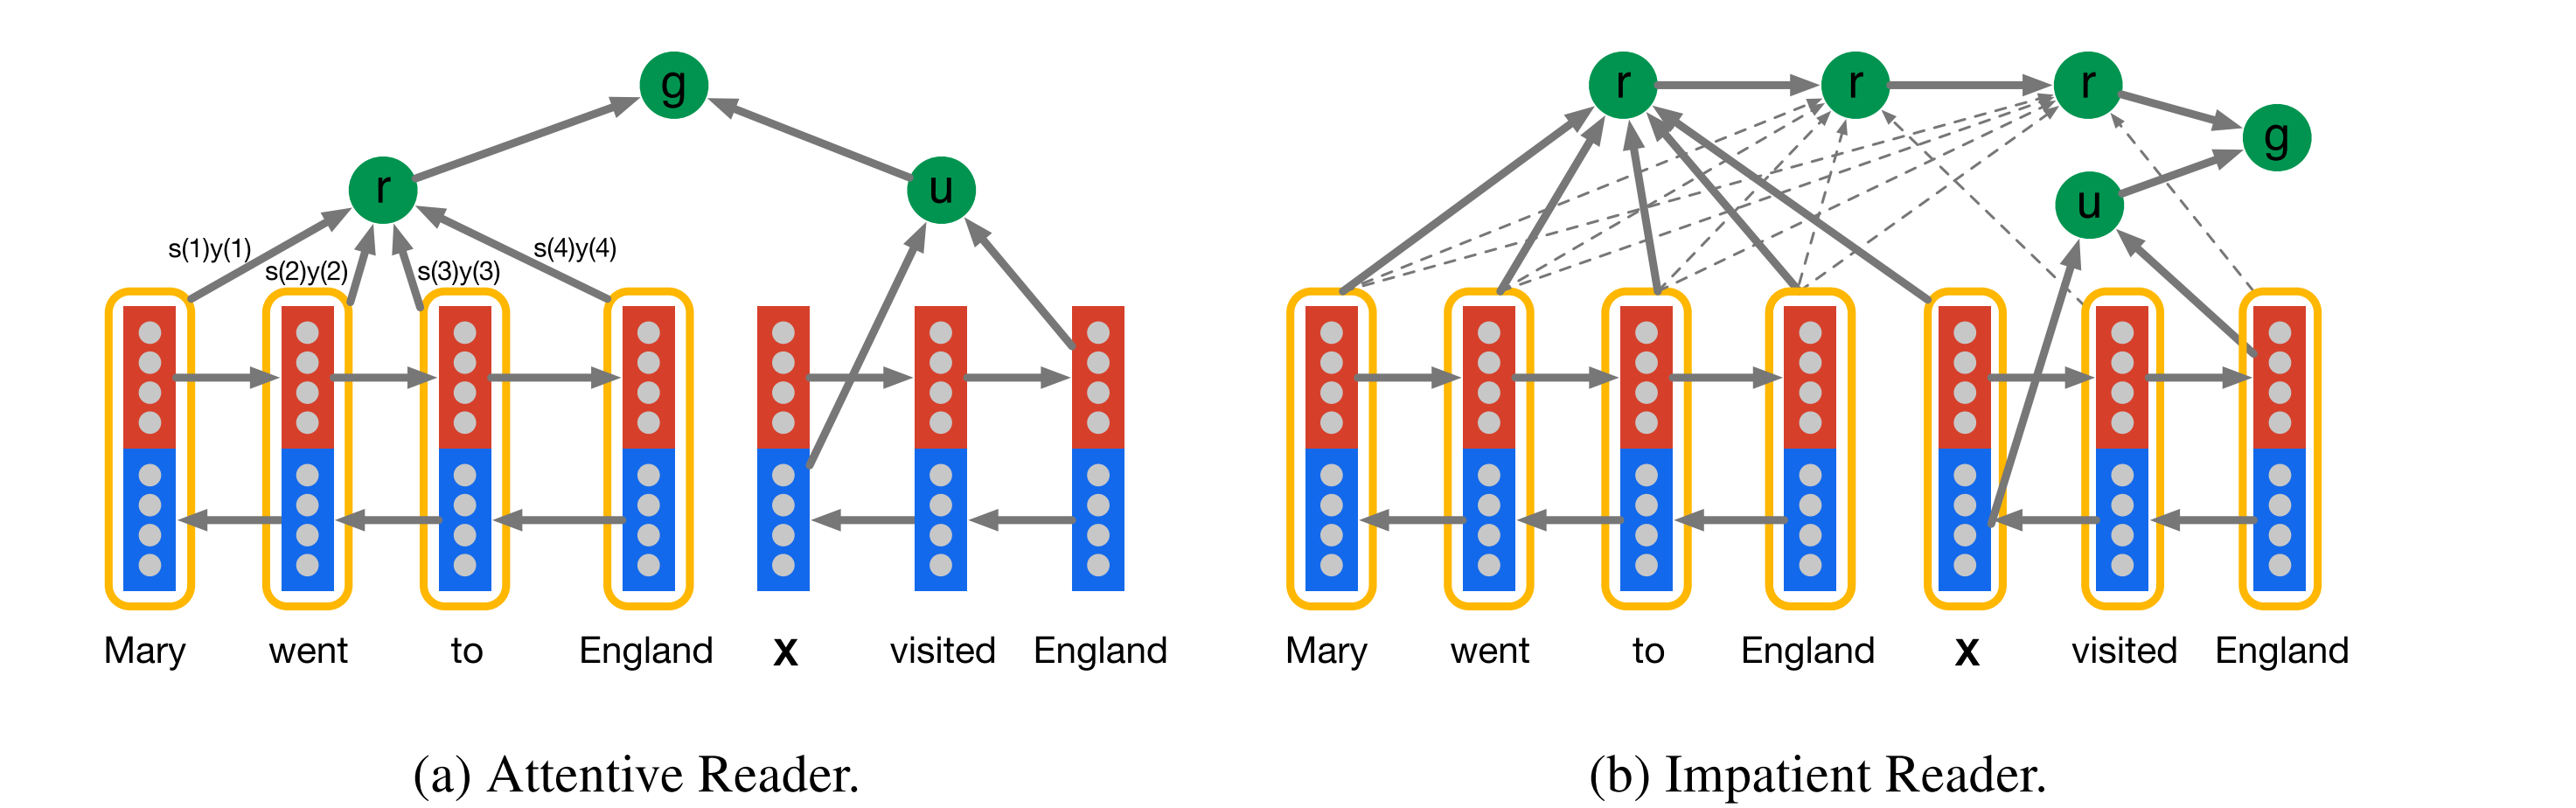 g
r
u
s(1)y(1)
s(2)y(2)
s(3)y(3)
s(4)y(4)
Mary went to England X visited England
(a) Attentive Reader.
r r r
g
u
Mary went to England X visited England
(b) Impatient Reader.